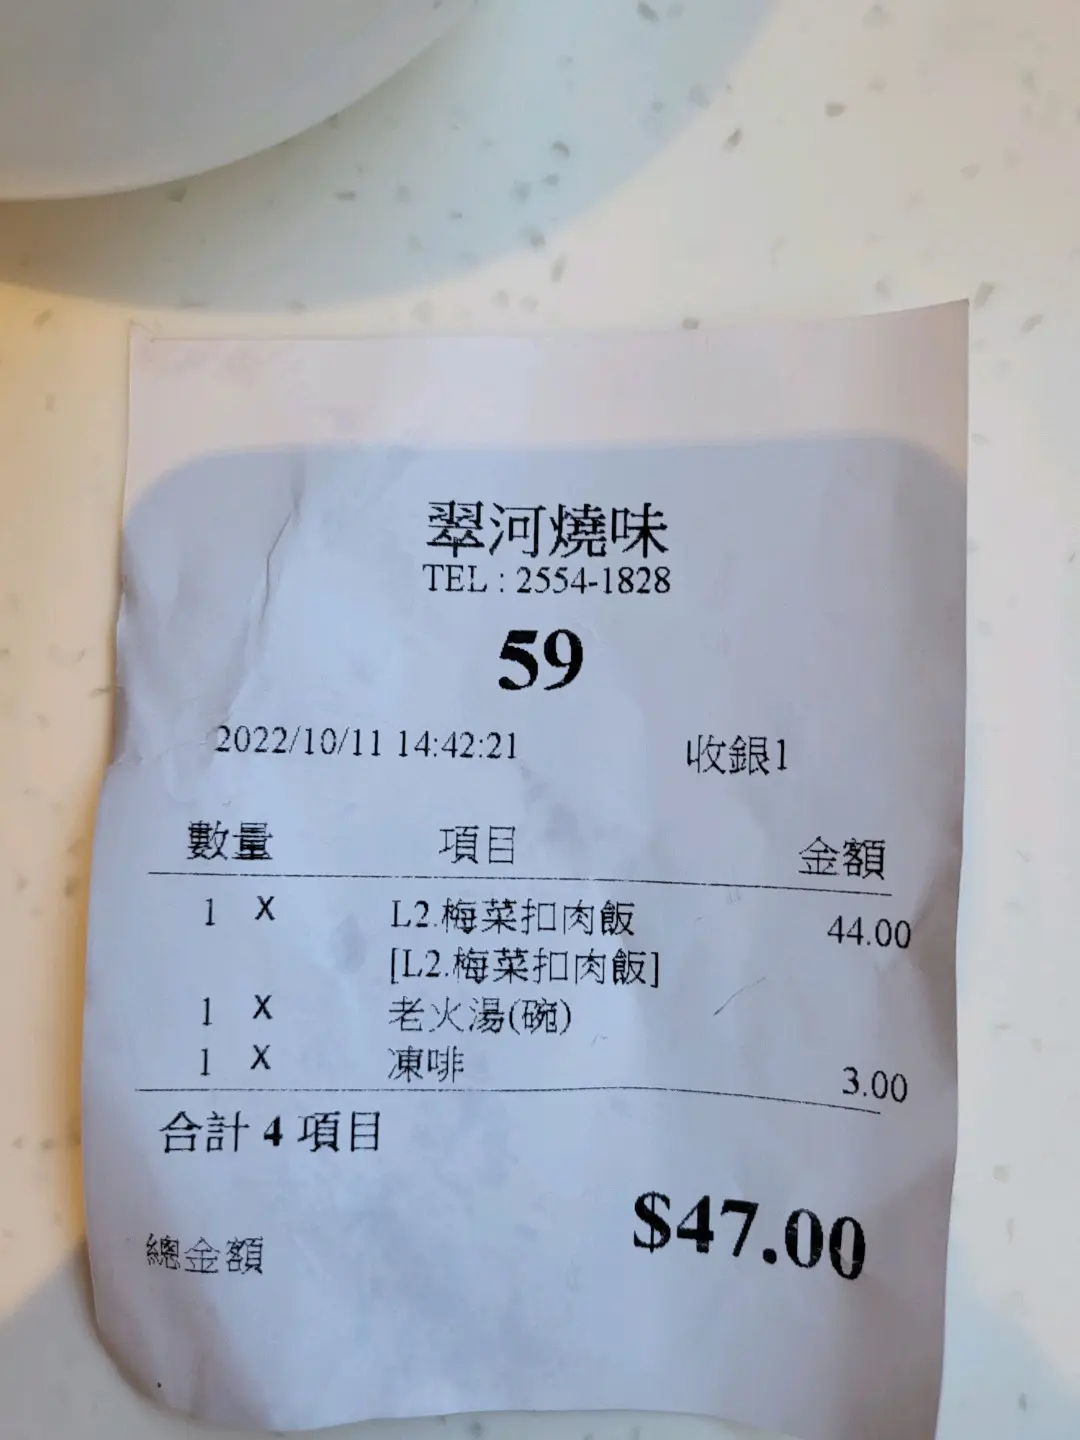 翠河燒味
TEL : 2554-1828
59
2022/10/11 14:42:21 收銀1
數量 項目 金額
1 X L2.梅菜扣肉飯 44.00
[L2.梅菜扣肉飯]
1 X 老火湯(碗)
1 X 凍啡 3.00
合計 4 項目
$47.00
總金額